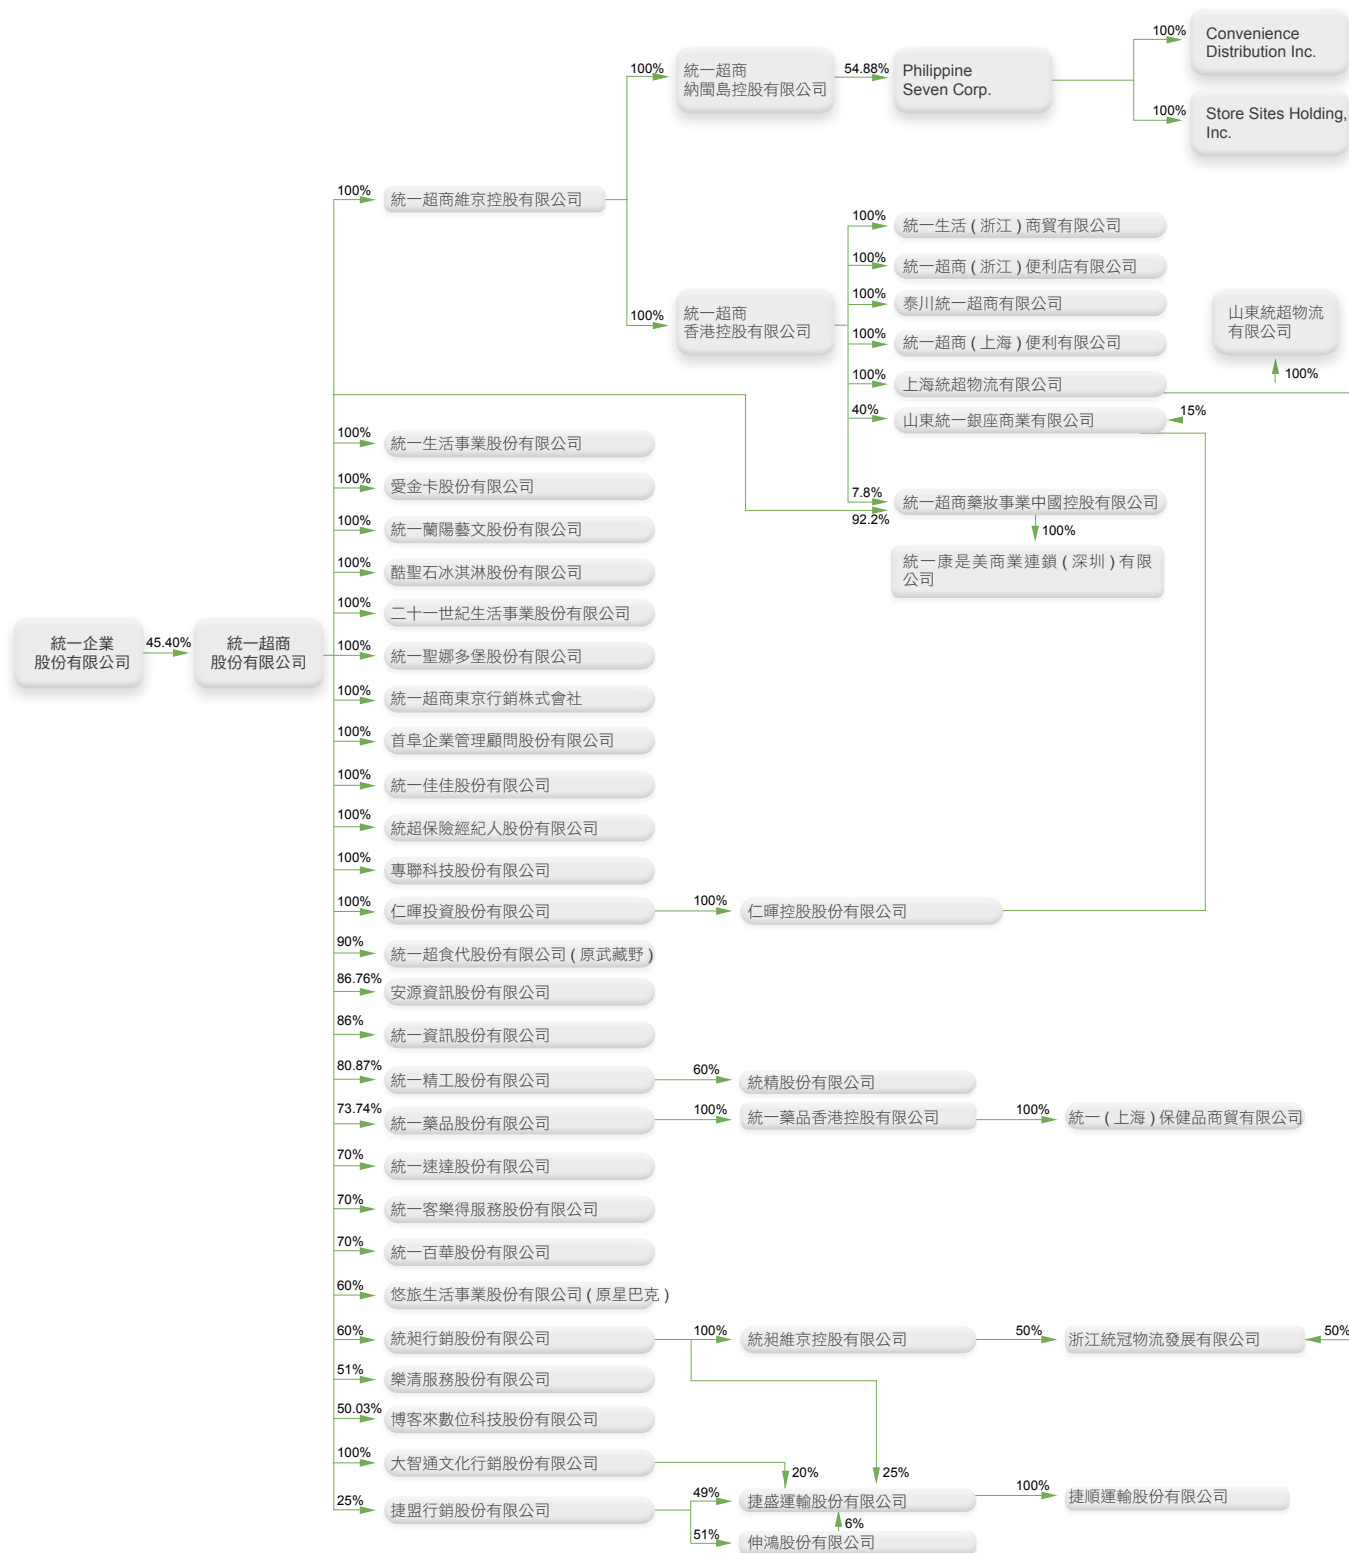 100%
Convenience
Distribution Inc.
100%
統一超商
納閩島控股有限公司
54.88%
Philippine
Seven Corp.
100%
Store Sites Holding,
Inc.
100%
統一超商維京控股有限公司
100%
統一生活 ( 浙江 ) 商貿有限公司
100%
統一超商 ( 浙江 ) 便利店有限公司
100%
泰川統一超商有限公司
100%
統一超商
香港控股有限公司
100%
統一超商 ( 上海 ) 便利有限公司
山東統超物流
有限公司
100%
100%
上海統超物流有限公司
40%
山東統一銀座商業有限公司
15%
7.8%
92.2%
統一超商藥妝事業中國控股有限公司
100%
統一康是美商業連鎖 ( 深圳 ) 有限
公司
統一企業
股份有限公司
45.40%
統一超商
股份有限公司
100%
統一生活事業股份有限公司
100%
愛金卡股份有限公司
100%
統一蘭陽藝文股份有限公司
100%
酷聖石冰淇淋股份有限公司
100%
二十一世紀生活事業股份有限公司
100%
統一聖娜多堡股份有限公司
100%
統一超商東京行銷株式會社
100%
首阜企業管理顧問股份有限公司
100%
統一佳佳股份有限公司
100%
統超保險經紀人股份有限公司
100%
專聯科技股份有限公司
100%
仁暉投資股份有限公司
100%
仁暉控股股份有限公司
90%
統一超食代股份有限公司 ( 原武藏野 )
86.76%
安源資訊股份有限公司
86%
統一資訊股份有限公司
80.87%
統一精工股份有限公司
60%
統精股份有限公司
73.74%
統一藥品股份有限公司
100%
統一藥品香港控股有限公司
100%
統一 ( 上海 ) 保健品商貿有限公司
70%
統一速達股份有限公司
70%
統一客樂得服務股份有限公司
70%
統一百華股份有限公司
60%
悠旅生活事業股份有限公司 ( 原星巴克 )
60%
統昶行銷股份有限公司
100%
統昶維京控股有限公司
50%
浙江統冠物流發展有限公司
50%
51%
樂清服務股份有限公司
50.03%
博客來數位科技股份有限公司
100%
大智通文化行銷股份有限公司
20%
25%
25%
捷盟行銷股份有限公司
49%
捷盛運輸股份有限公司
100%
捷順運輸股份有限公司
6%
51%
伸鴻股份有限公司